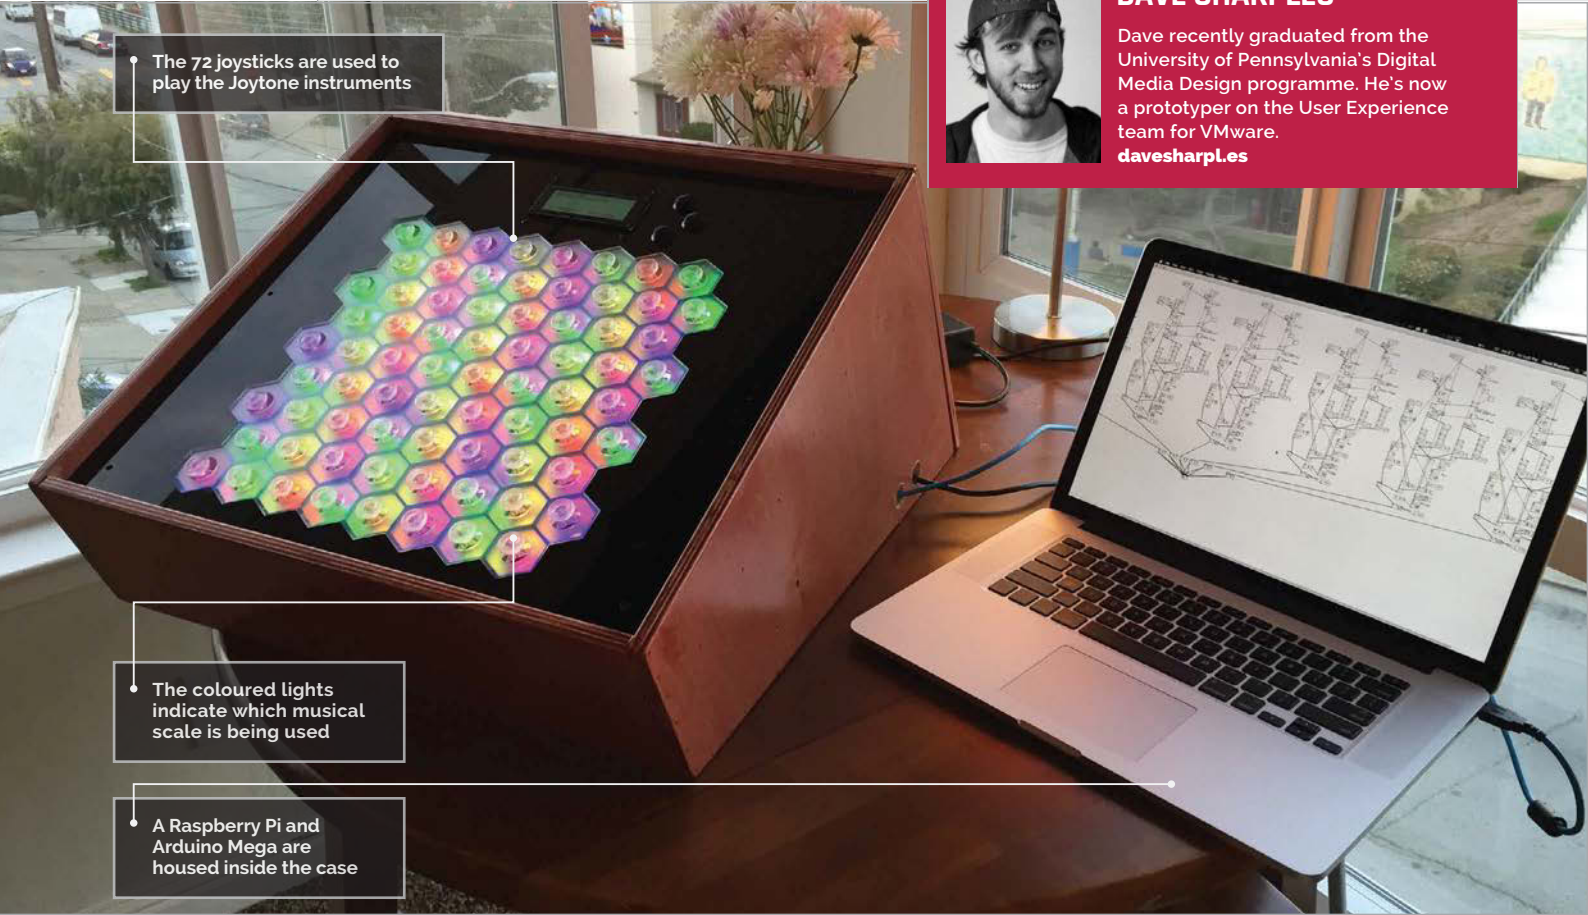 The 72 joysticks are used to
play the Joytone instruments
DAVE SHARPLES
Dave recently graduated from the
University of Pennsylvania's Digital
Media Design programme. He's now
a prototyper on the User Experience
team for VMware.
davesharpl.es
The coloured lights
indicate which musical
scale is being used
A Raspberry Pi and
Arduino Mega are
housed inside the case